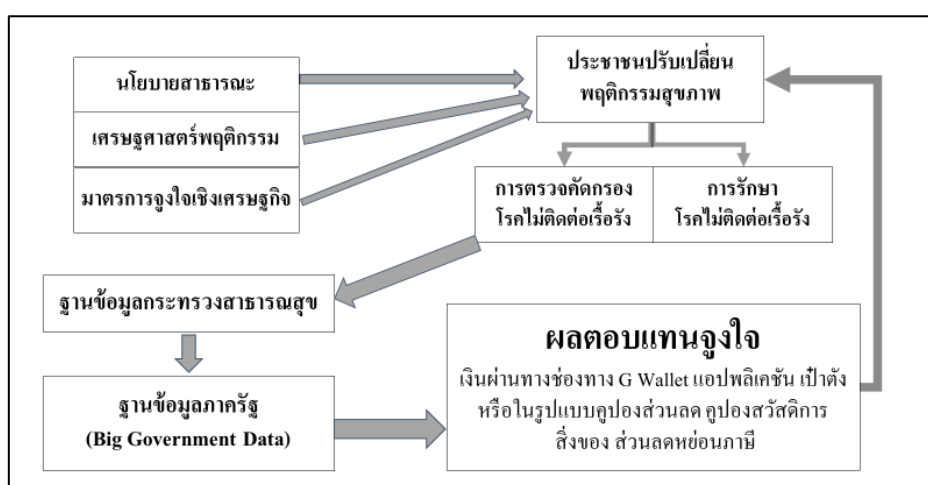 นโยบายสาธารณะ
เศรษฐศาสตร์พฤติกรรม
มาตรการจูงใจเชิงเศรษฐกิจ
ประชาชนปรับเปลี่ยน
พฤติกรรมสุขภาพ
การตรวจคัดกรอง
โรคไม่ติดต่อเรื้อรัง
การรักษา
โรคไม่ติดต่อเรื้อรัง
ฐานข้อมูลกระทรวงสาธารณสุข
ฐานข้อมูลภาครัฐ
(Big Government Data)
ผลตอบแทนจูงใจ
เงินผ่านทางช่องทาง G Wallet แอปพลิเคชัน เป๋าตัง
หรือในรูปแบบคูปองส่วนลด คูปองสวัสดิการ
สิ่งของ ส่วนลดหย่อนภาษี